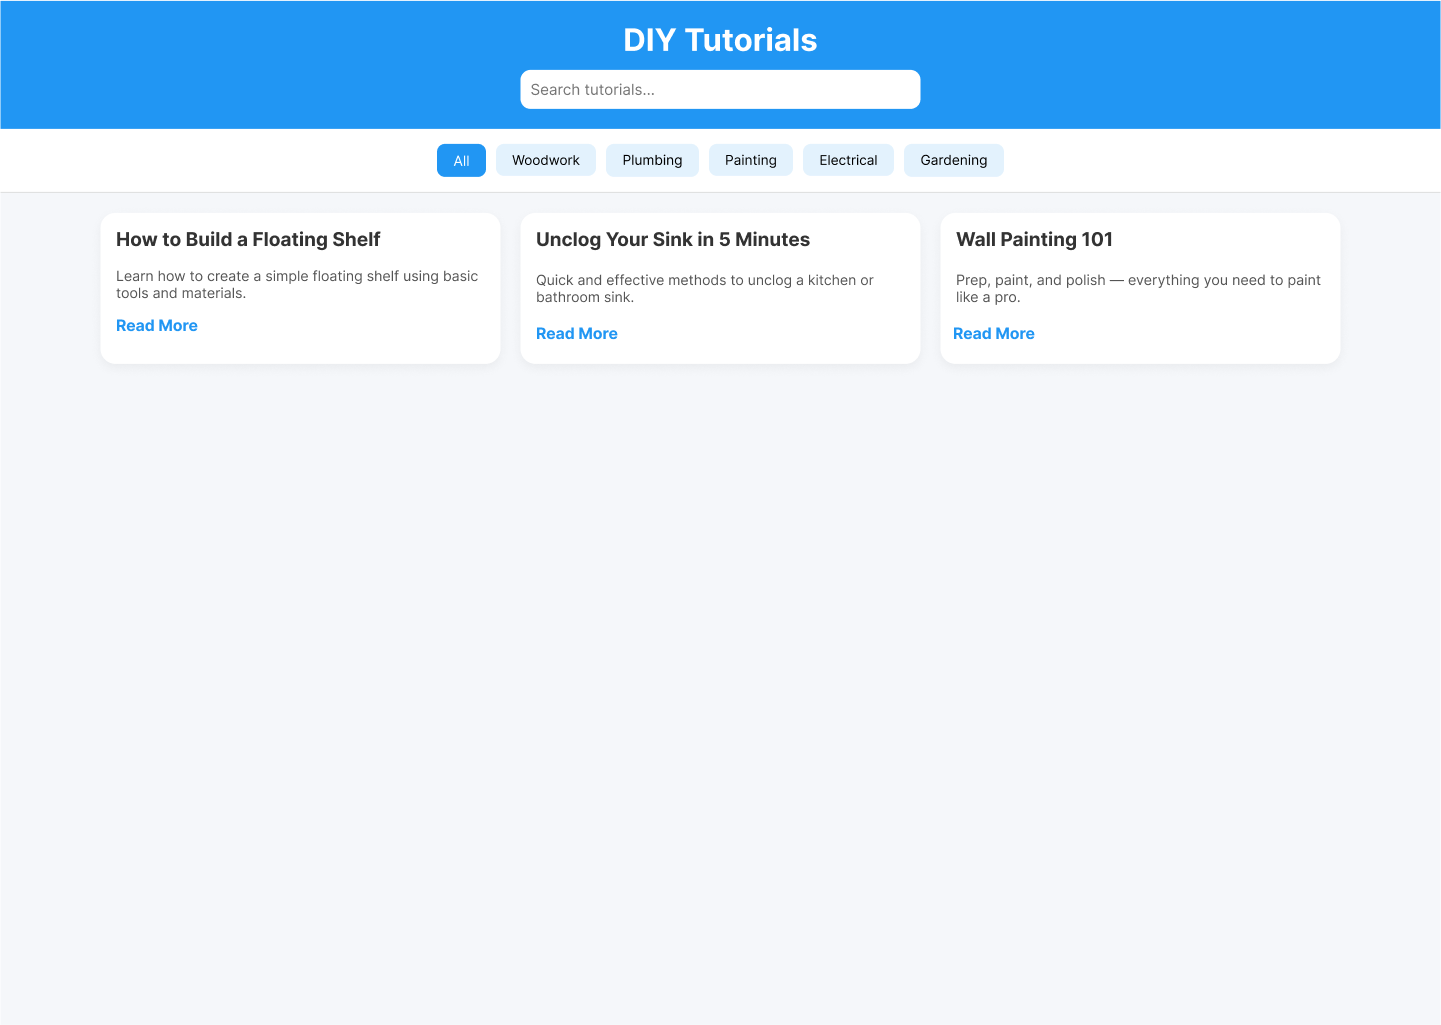 DIY Tutorials
Search tutorials...
All
Woodwork
Plumbing
Painting
Electrical
Gardening
How to Build a Floating Shelf
Learn how to create a simple floating shelf using basic
tools and materials.
Read More
Unclog Your Sink in 5 Minutes
Quick and effective methods to unclog a kitchen or
bathroom sink.
Read More
Wall Painting 101
Prep, paint, and polish — everything you need to paint
like a pro.
Read More